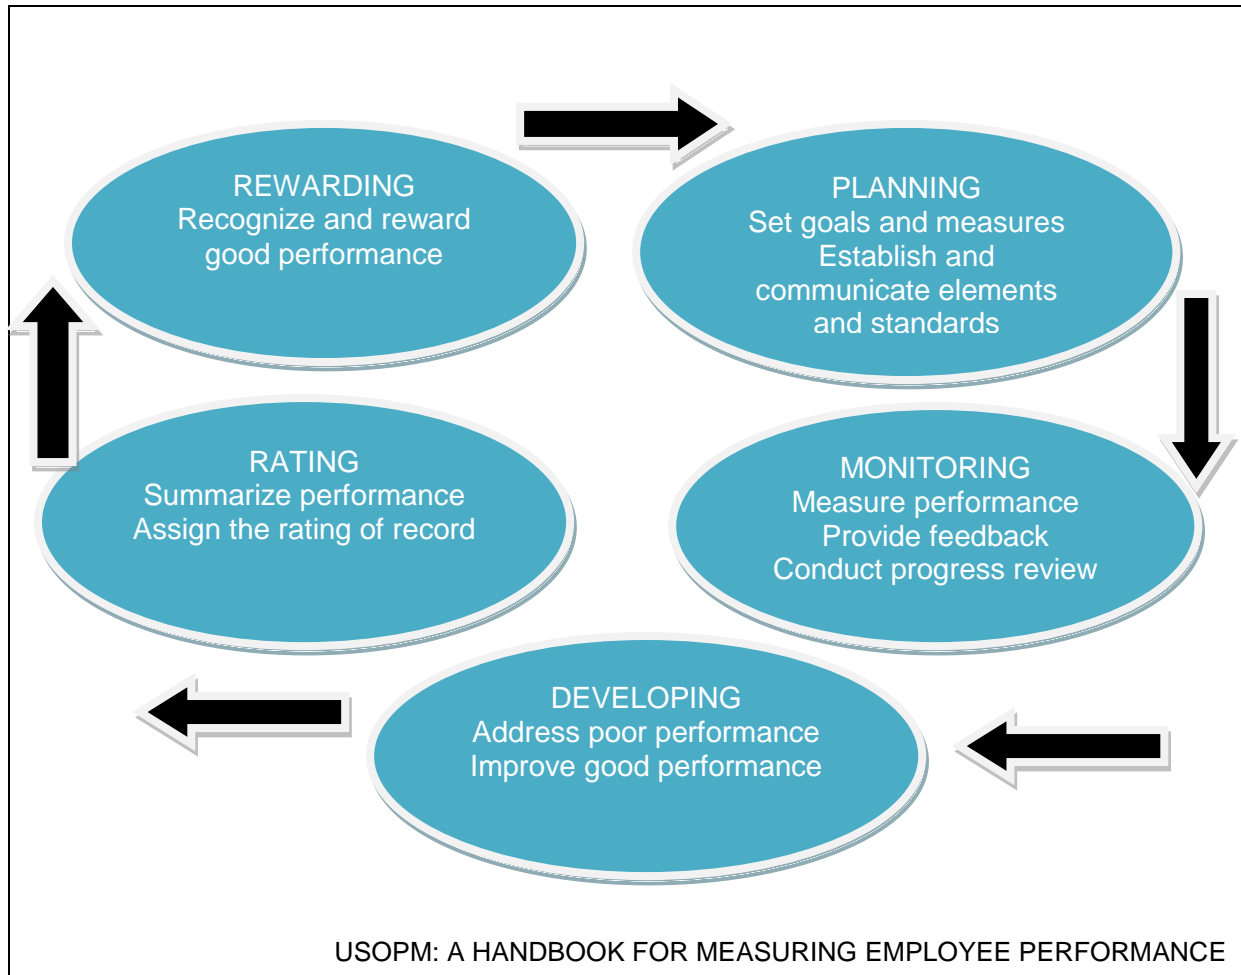 REWARDING
Recognize and reward
good performance
PLANNING
Set goals and measures
Establish and
communicate elements
and standards
MONITORING
Measure performance
Provide feedback
Conduct progress review
DEVELOPING
Address poor performance
Improve good performance
RATING
Summarize performance
Assign the rating of record
USOPM: A HANDBOOK FOR MEASURING EMPLOYEE PERFORMANCE